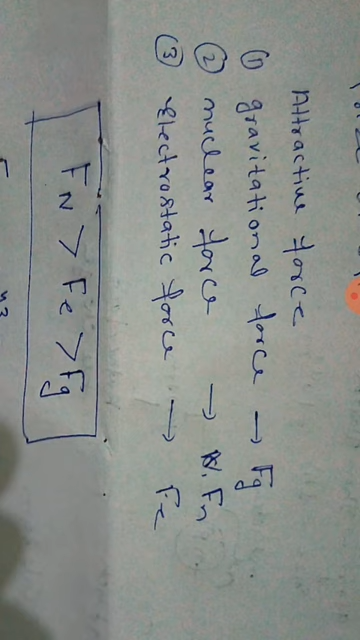 Attractive force
① gravitational force → Fg
② nuclear force → Fn
③ electrostatic force → Fe
FN > Fe > Fg